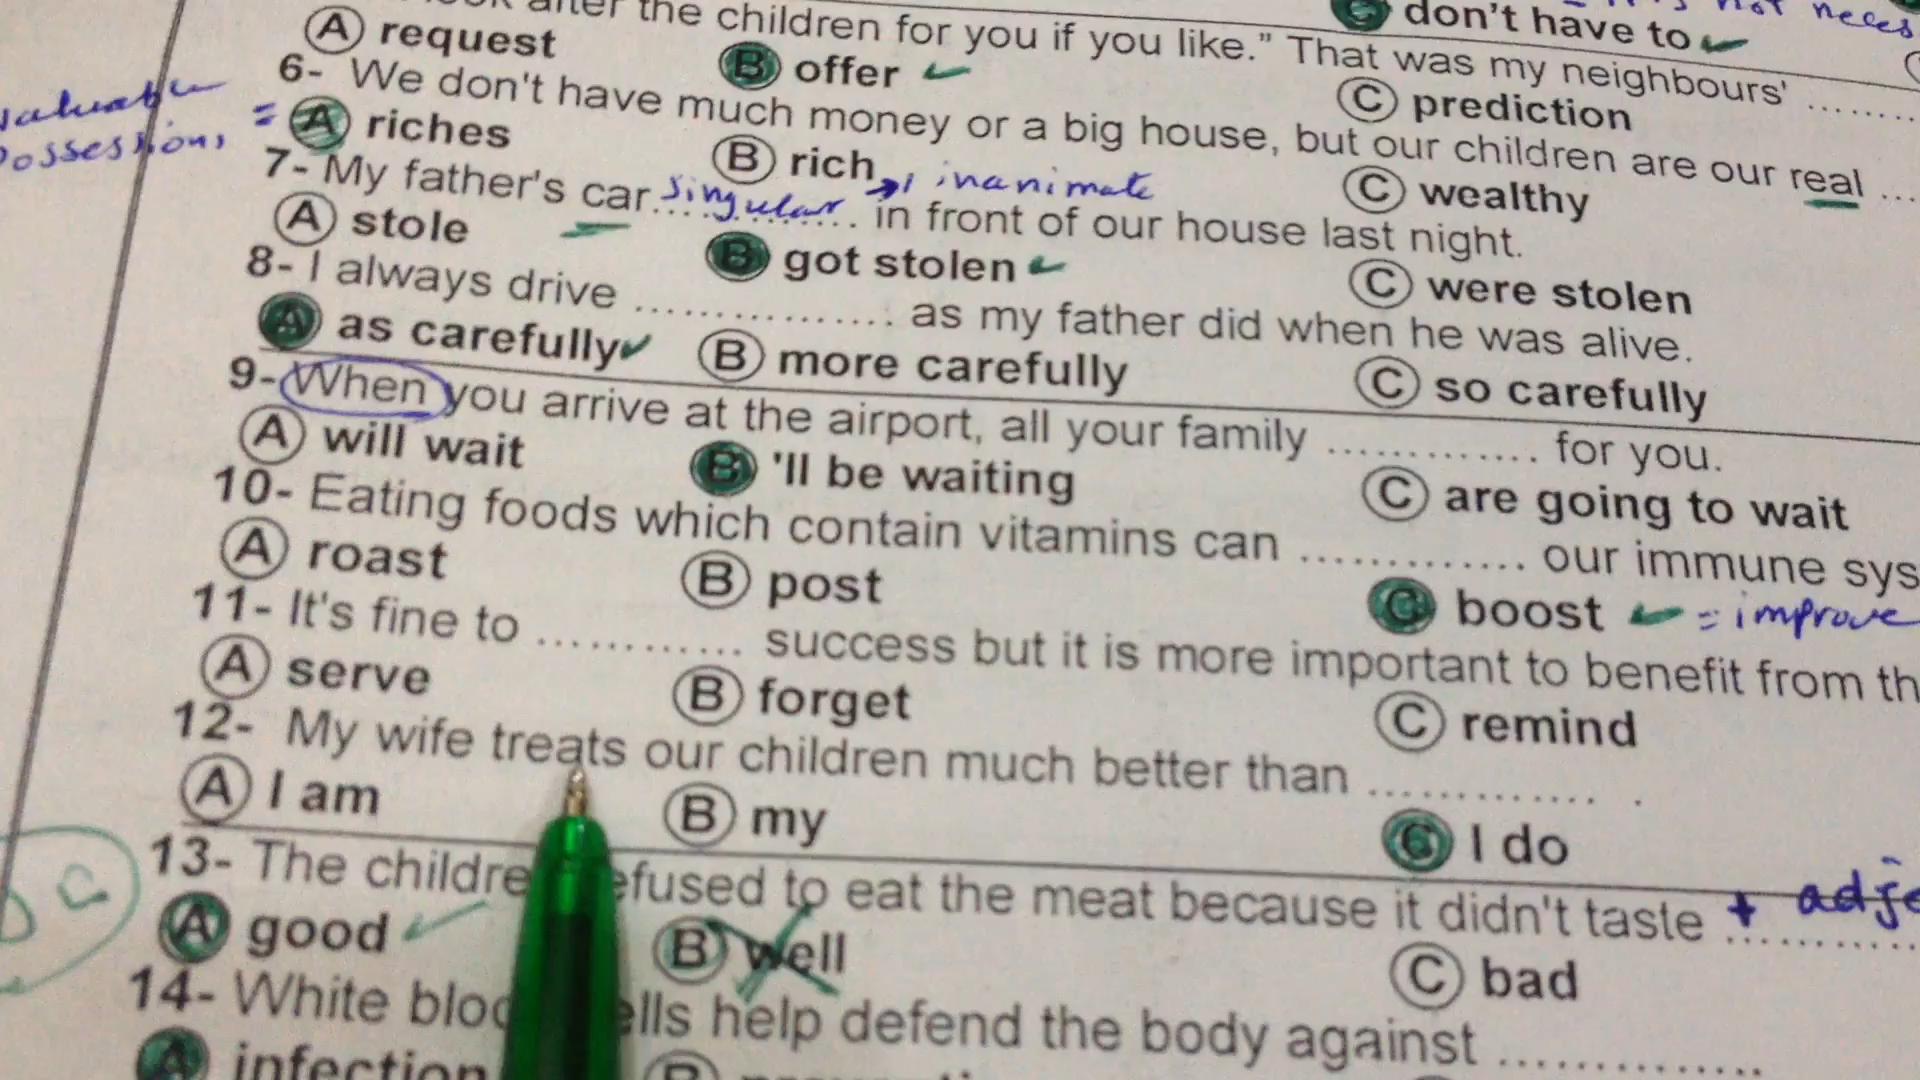 after the children for you if you like." That was my neighbours' ..........
don't have to
A request B offer C prediction
6- We don't have much money or a big house, but our children are our real ...
possessions = A riches B rich C wealthy
singular, inanimate
7- My father's car .................. in front of our house last night.
A stole B got stolen C were stolen
8- I always drive .................. as my father did when he was alive.
A as carefully B more carefully C so carefully
9- When you arrive at the airport, all your family ............. for you.
A will wait B 'll be waiting C are going to wait
10- Eating foods which contain vitamins can ............. our immune sys
A roast B post C boost = improve
11- It's fine to ............. success but it is more important to benefit from th
A serve B forget C remind
12- My wife treats our children much better than ............. .
A I am B my C I do
13- The childre efused to eat the meat because it didn't taste ............. + adje
A good B well C bad
14- White bloo ells help defend the body against ...............
A infection B